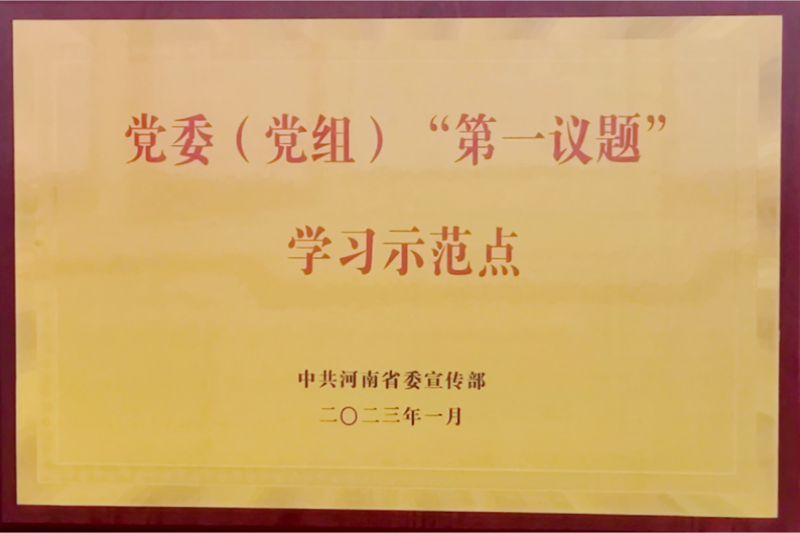 党委（党组）“第一议题”
学习示范点
中共河南省委宣传部
二〇二三年一月